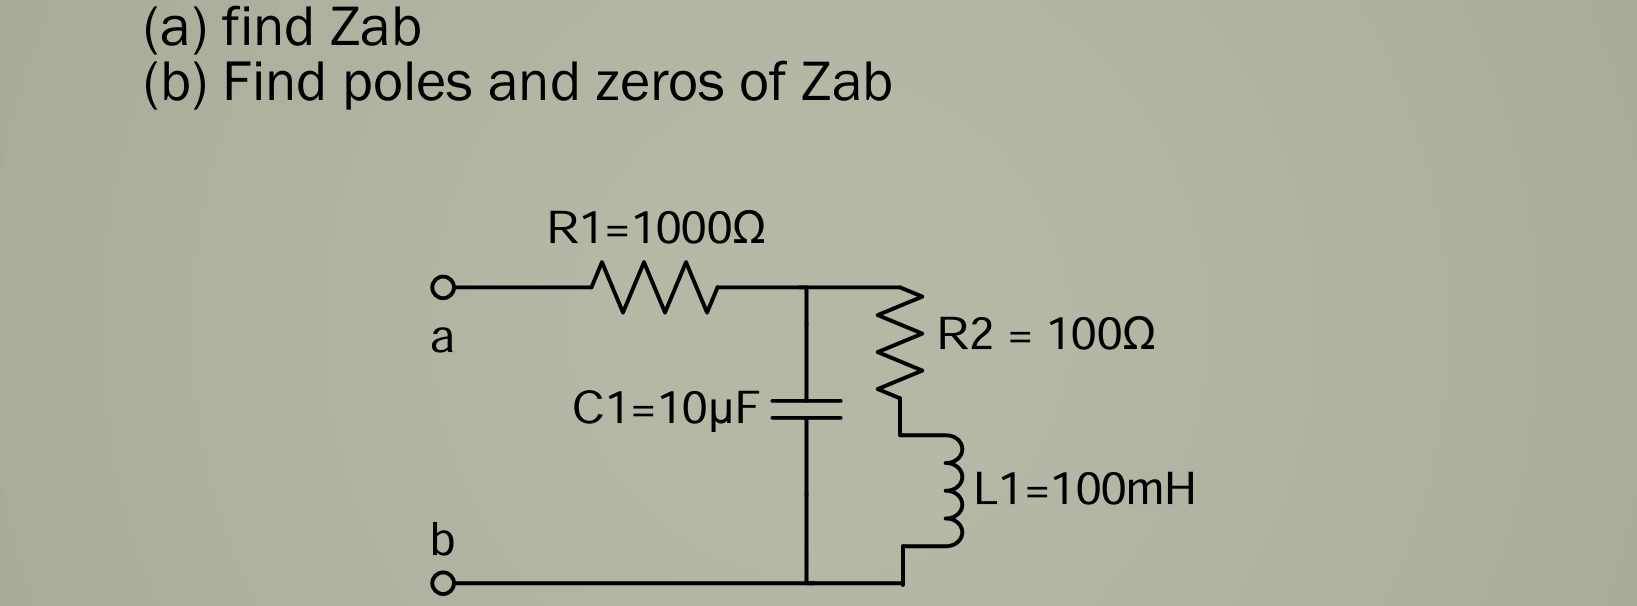 (a) find Zab
(b) Find poles and zeros of Zab
R1=1000Ω
a
R2 = 100Ω
C1=10µF
L1=100mH
b